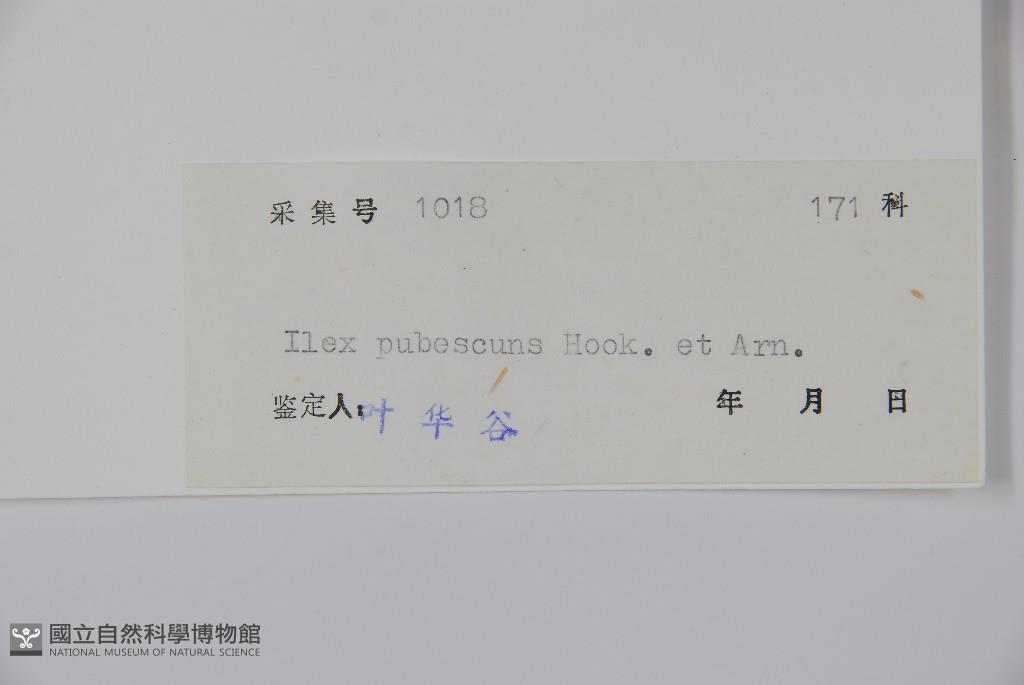 采集号 1018 171 科
Ilex pubescuns Hook. et Arn.
鉴定人: 叶华谷 年 月 日
國立自然科學博物館
NATIONAL MUSEUM OF NATURAL SCIENCE